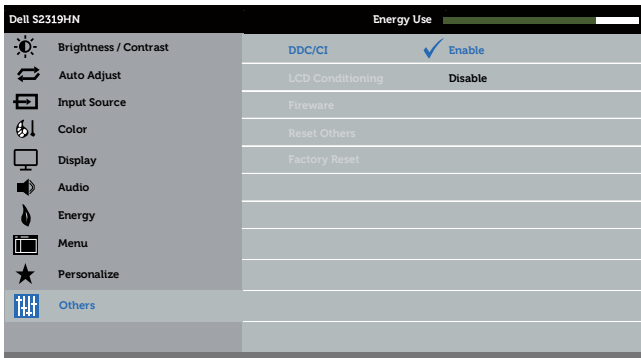 Dell S2319HN Energy Use
Brightness / Contrast DDC/CI Enable
Auto Adjust LCD Conditioning Disable
Input Source Fireware
Color Reset Others
Display Factory Reset
Audio
Energy
Menu
Personalize
Others